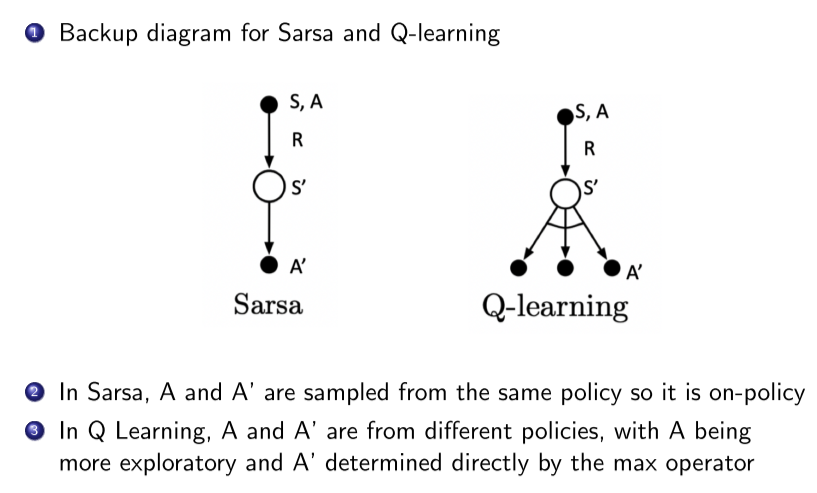 1 Backup diagram for Sarsa and Q-learning
S, A
R
S'
A'
Sarsa
S, A
R
S'
A'
Q-learning
2 In Sarsa, A and A' are sampled from the same policy so it is on-policy
3 In Q Learning, A and A' are from different policies, with A being
more exploratory and A' determined directly by the max operator